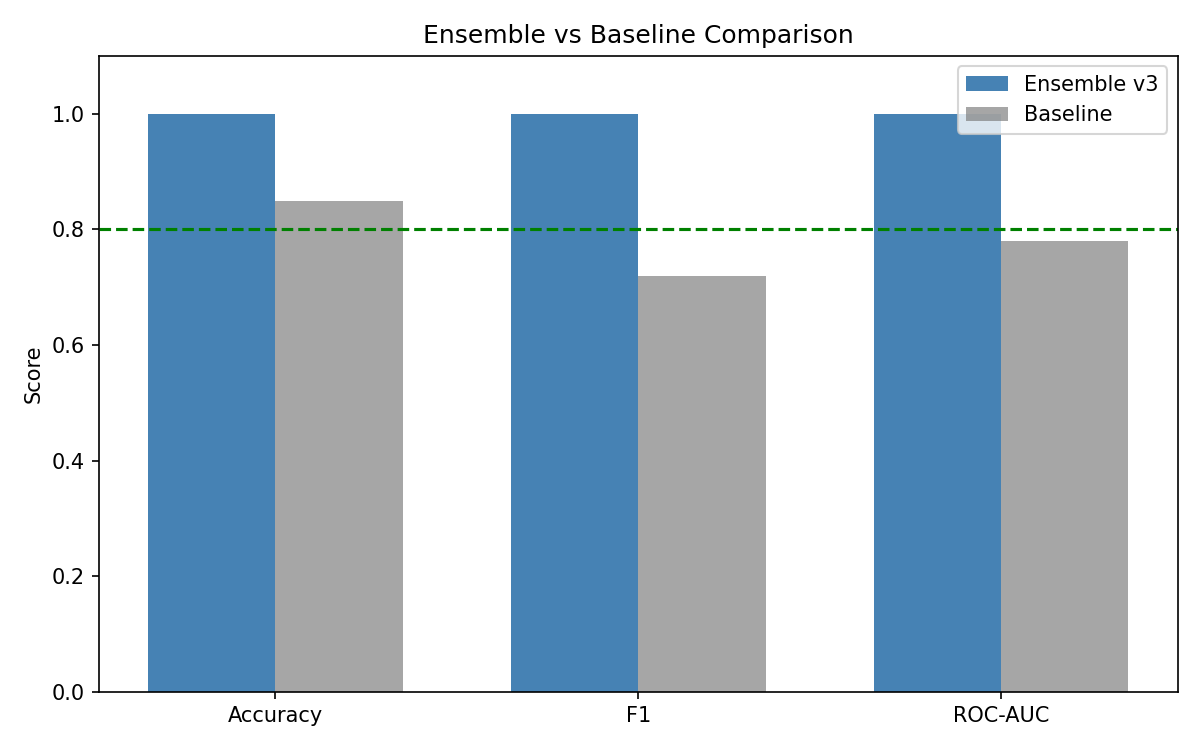 Ensemble vs Baseline Comparison
Ensemble v3
Baseline
Score
1.0
0.8
0.6
0.4
0.2
0.0
Accuracy
F1
ROC-AUC